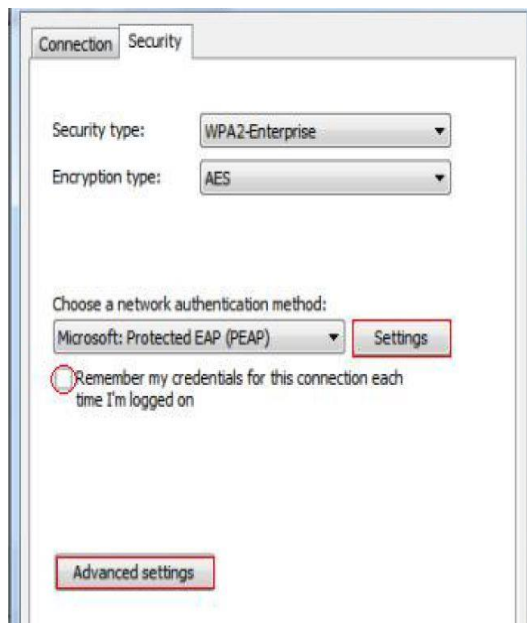 Connection Security
Security type: WPA2-Enterprise
Encryption type: AES
Choose a network authentication method:
Microsoft: Protected EAP (PEAP) Settings
Remember my credentials for this connection each
time I'm logged on
Advanced settings